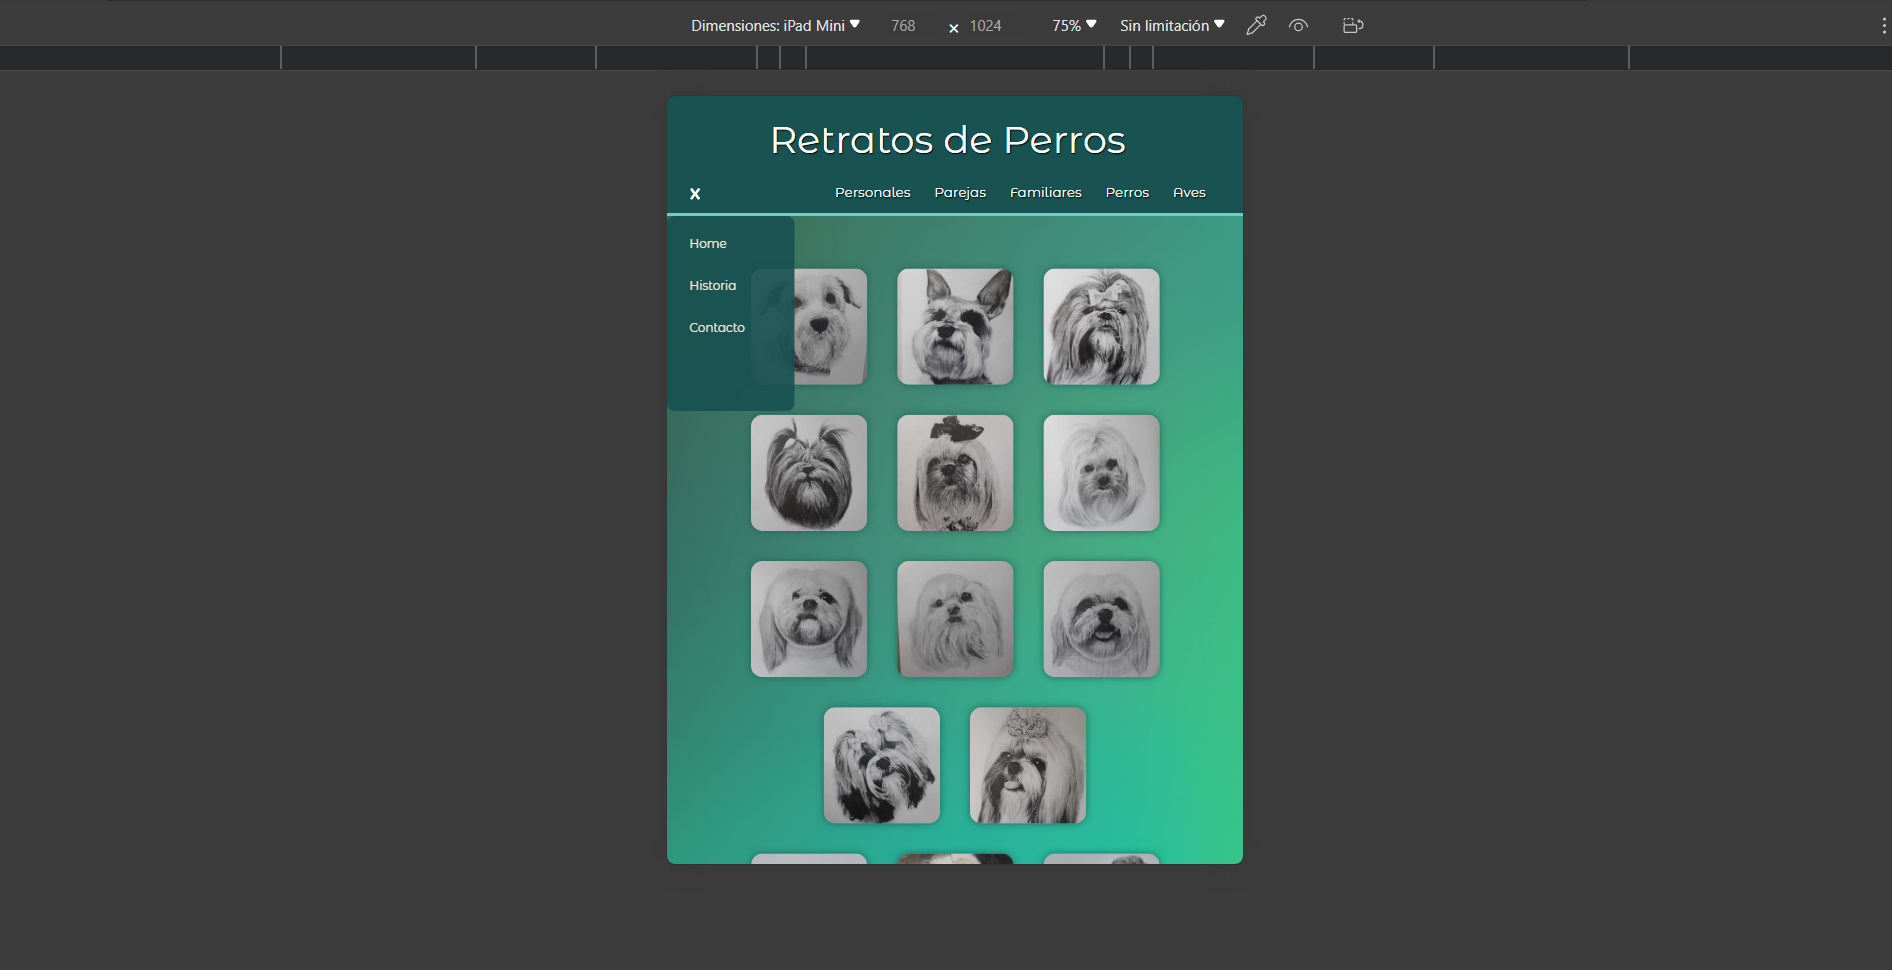 Dimensiones: iPad Mini 768 x 1024 75% Sin limitación
Retratos de Perros
x Personales Parejas Familiares Perros Aves
Home
Historia
Contacto